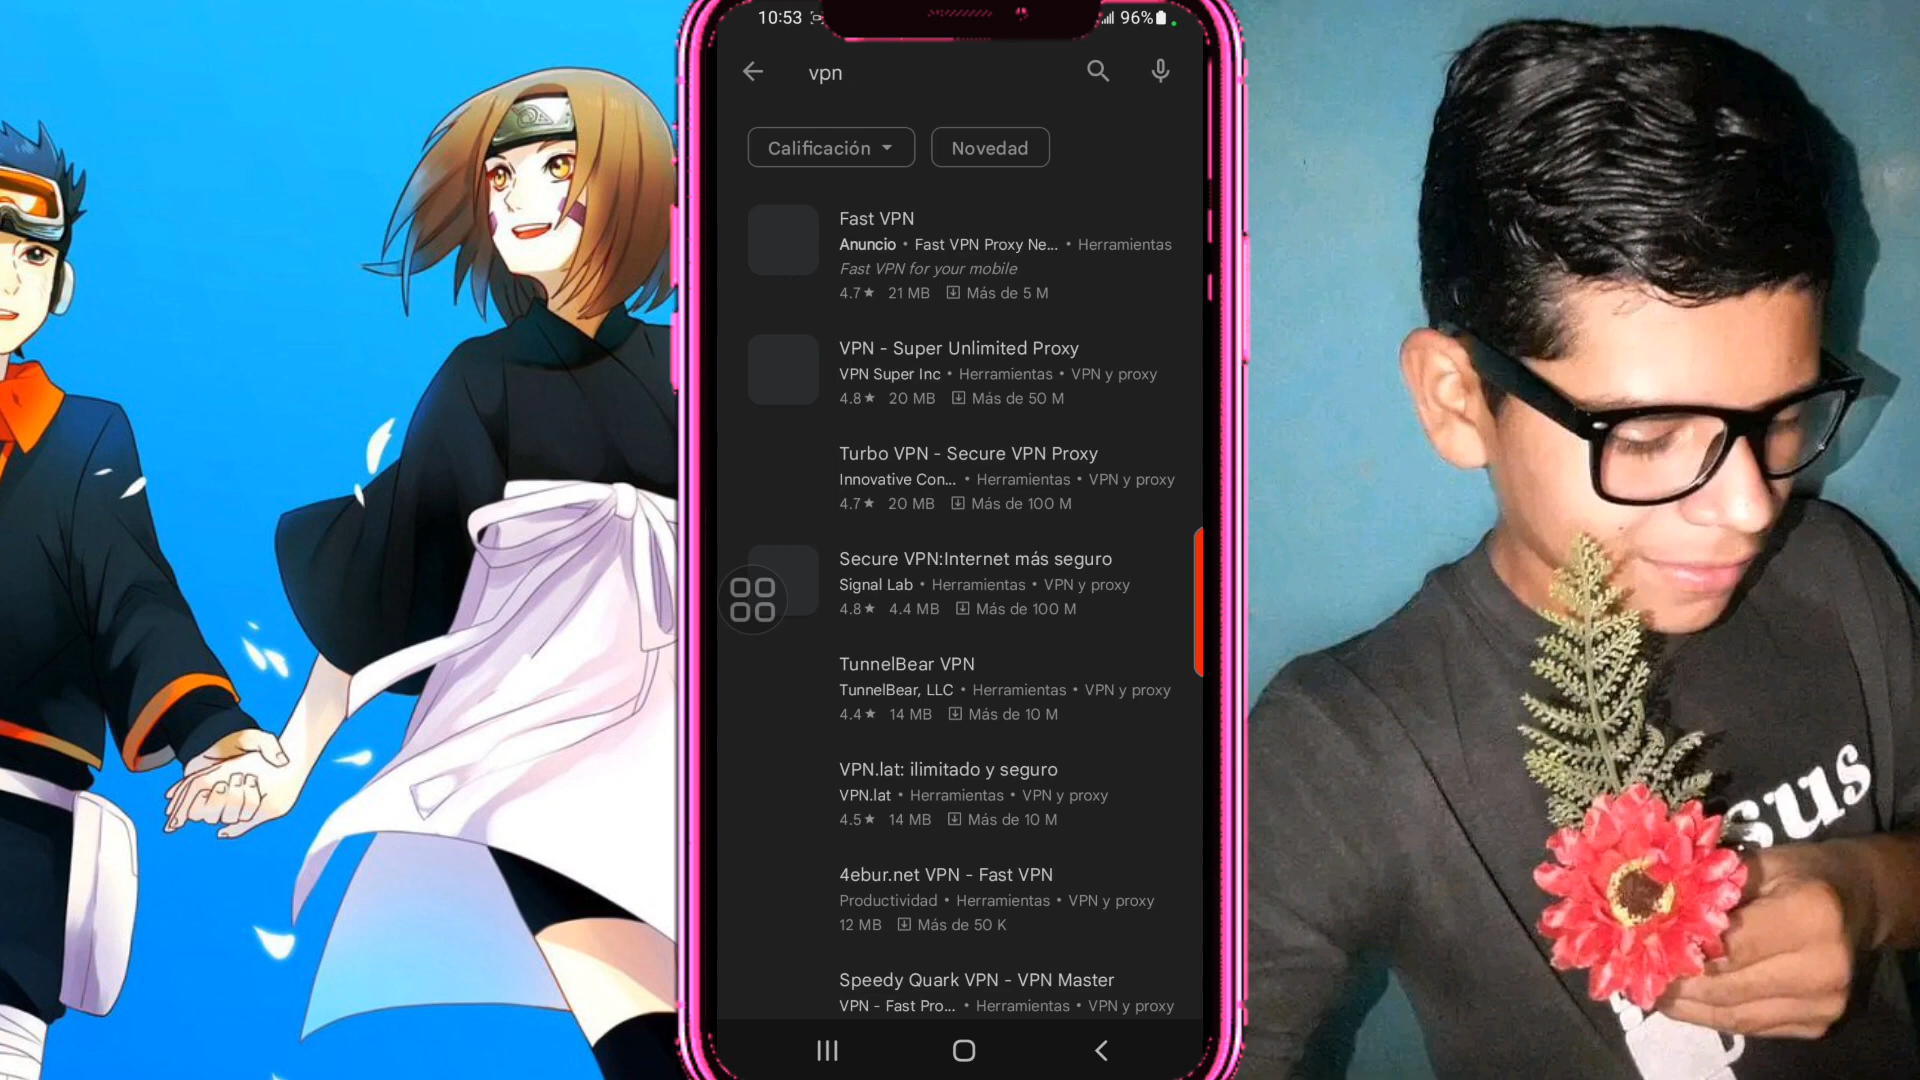 10:53
96%
vpn
Calificación
Novedad
Fast VPN
Anuncio • Fast VPN Proxy Ne... • Herramientas
Fast VPN for your mobile
4.7★ 21 MB Más de 5 M
VPN - Super Unlimited Proxy
VPN Super Inc • Herramientas • VPN y proxy
4.8★ 20 MB Más de 50 M
Turbo VPN - Secure VPN Proxy
Innovative Con... • Herramientas • VPN y proxy
4.7★ 20 MB Más de 100 M
Secure VPN:Internet más seguro
Signal Lab • Herramientas • VPN y proxy
4.8★ 4.4 MB Más de 100 M
TunnelBear VPN
TunnelBear, LLC • Herramientas • VPN y proxy
4.4★ 14 MB Más de 10 M
VPN.lat: ilimitado y seguro
VPN.lat • Herramientas • VPN y proxy
4.5★ 14 MB Más de 10 M
4ebur.net VPN - Fast VPN
Productividad • Herramientas • VPN y proxy
12 MB Más de 50 K
Speedy Quark VPN - VPN Master
VPN - Fast Pro... • Herramientas • VPN y proxy
sus